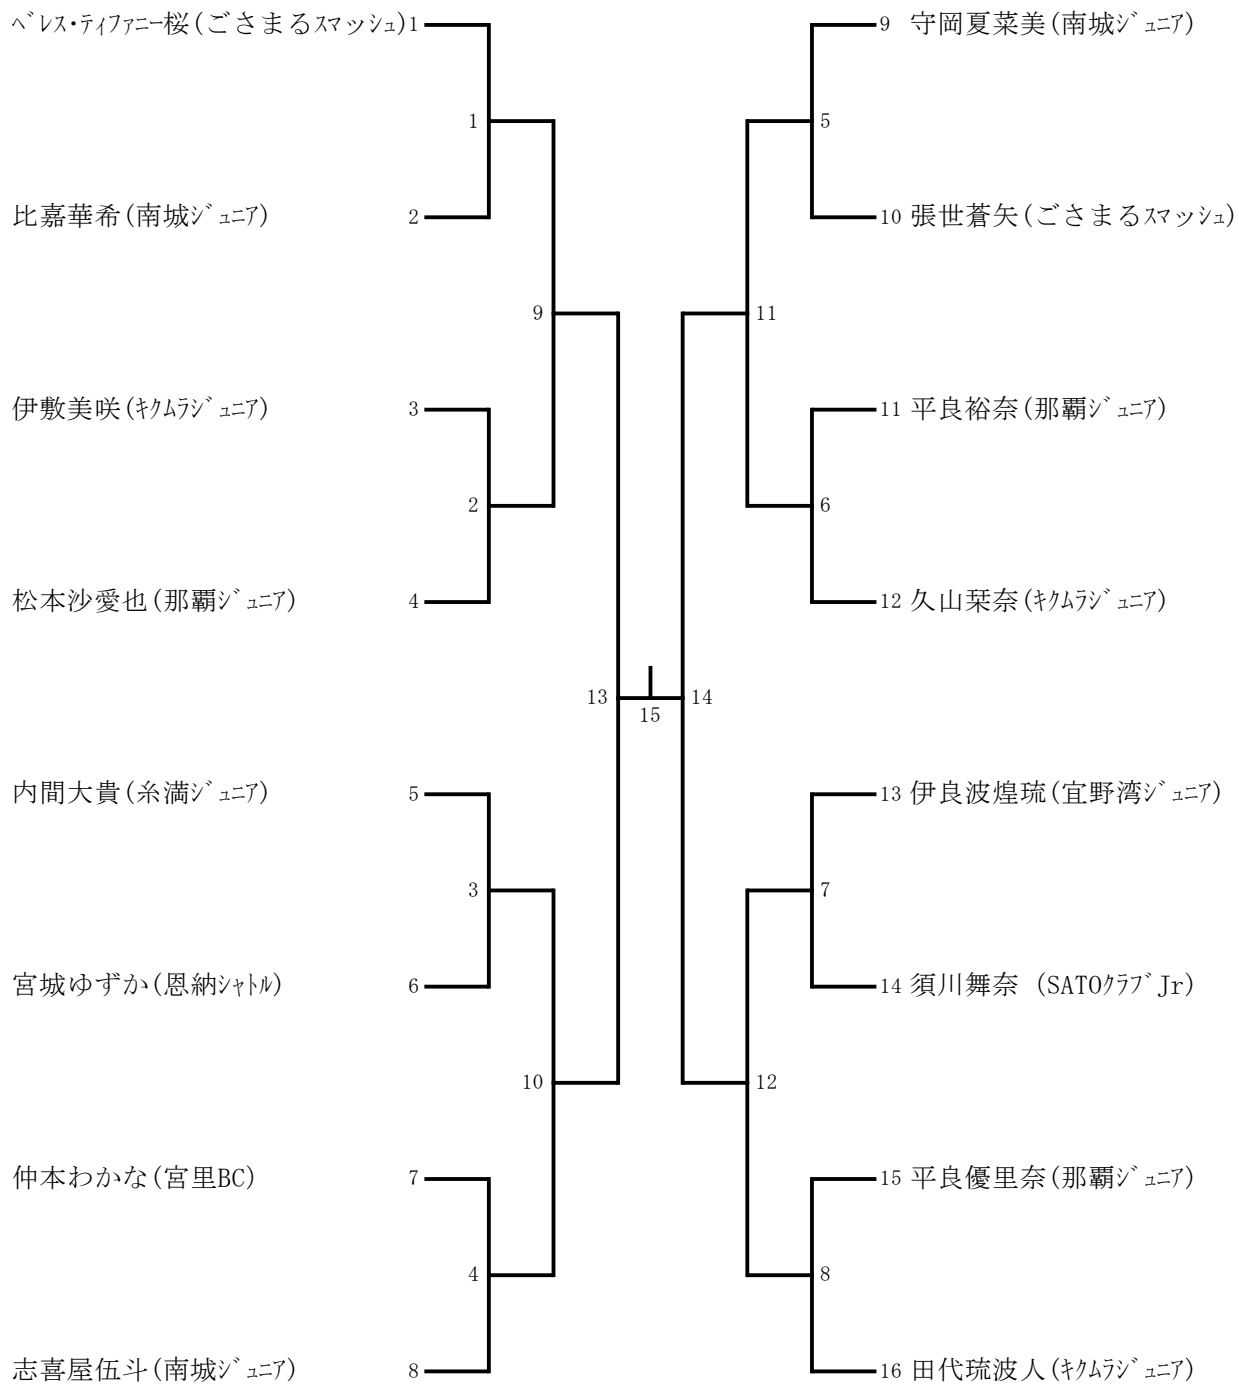 ﾍﾞﾚｽ・ﾃｨﾌｧﾆｰ桜(ごさまるｽﾏｯｼｭ) 1
9 守岡夏菜美(南城ｼﾞｭﾆｱ)
1
5
比嘉華希(南城ｼﾞｭﾆｱ) 2
10 張世蒼矢(ごさまるｽﾏｯｼｭ)
9
11
伊敷美咲(ｷｸﾑﾗｼﾞｭﾆｱ) 3
11 平良裕奈(那覇ｼﾞｭﾆｱ)
2
6
松本沙愛也(那覇ｼﾞｭﾆｱ) 4
12 久山栞奈(ｷｸﾑﾗｼﾞｭﾆｱ)
13
14
15
内間大貴(糸満ｼﾞｭﾆｱ) 5
13 伊良波煌琉(宜野湾ｼﾞｭﾆｱ)
3
7
宮城ゆずか(恩納ｼｬﾄﾙ) 6
14 須川舞奈 (SATOｸﾗﾌﾞJr)
10
12
仲本わかな(宮里BC) 7
15 平良優里奈(那覇ｼﾞｭﾆｱ)
4
8
志喜屋伍斗(南城ｼﾞｭﾆｱ) 8
16 田代琉波人(ｷｸﾑﾗｼﾞｭﾆｱ)